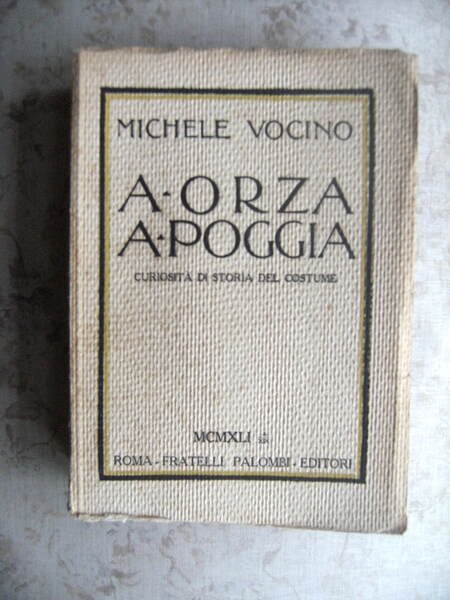 MICHELE VOCINO
A·ORZA
A·POGGIA
CURIOSITÀ DI STORIA DEL COSTUME
MCMXLI
ROMA·FRATELLI PALOMBI·EDITORI